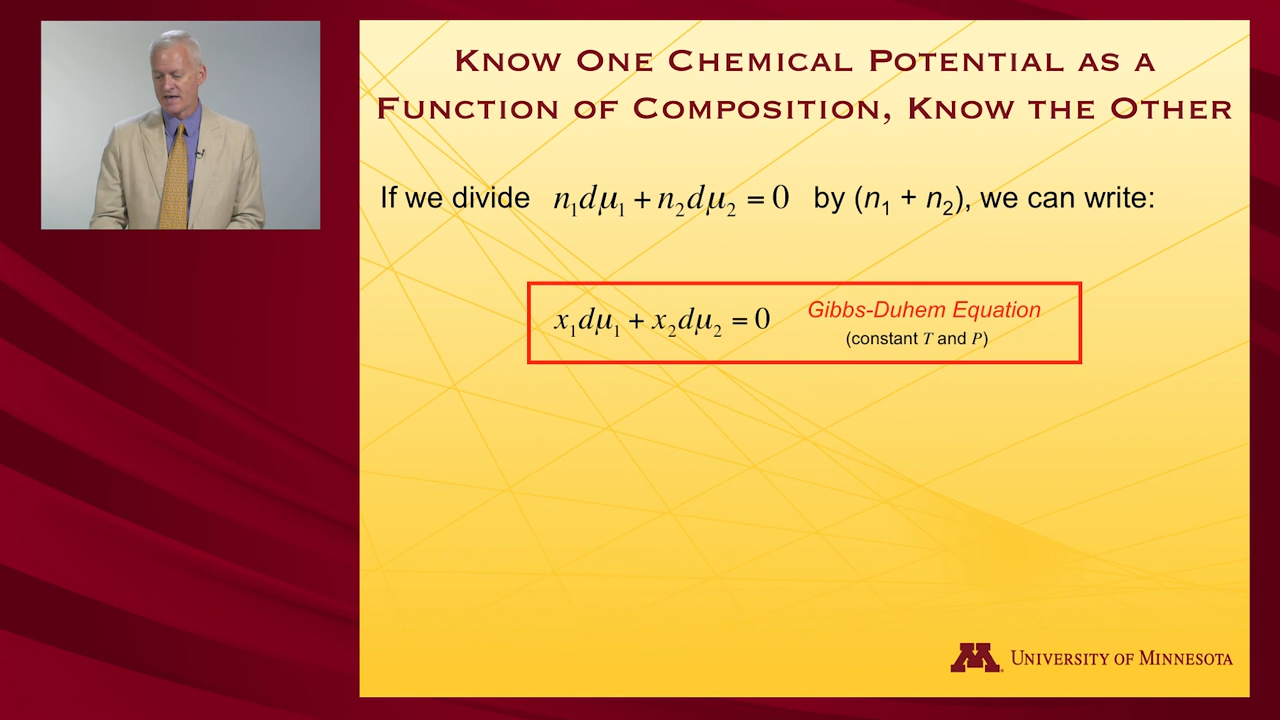 Know One Chemical Potential as a
Function of Composition, Know the Other
If we divide n₁dμ₁ + n₂dμ₂ = 0 by (n₁ + n₂), we can write:
x₁dμ₁ + x₂dμ₂ = 0 Gibbs-Duhem Equation
(constant T and P)
M
University of Minnesota